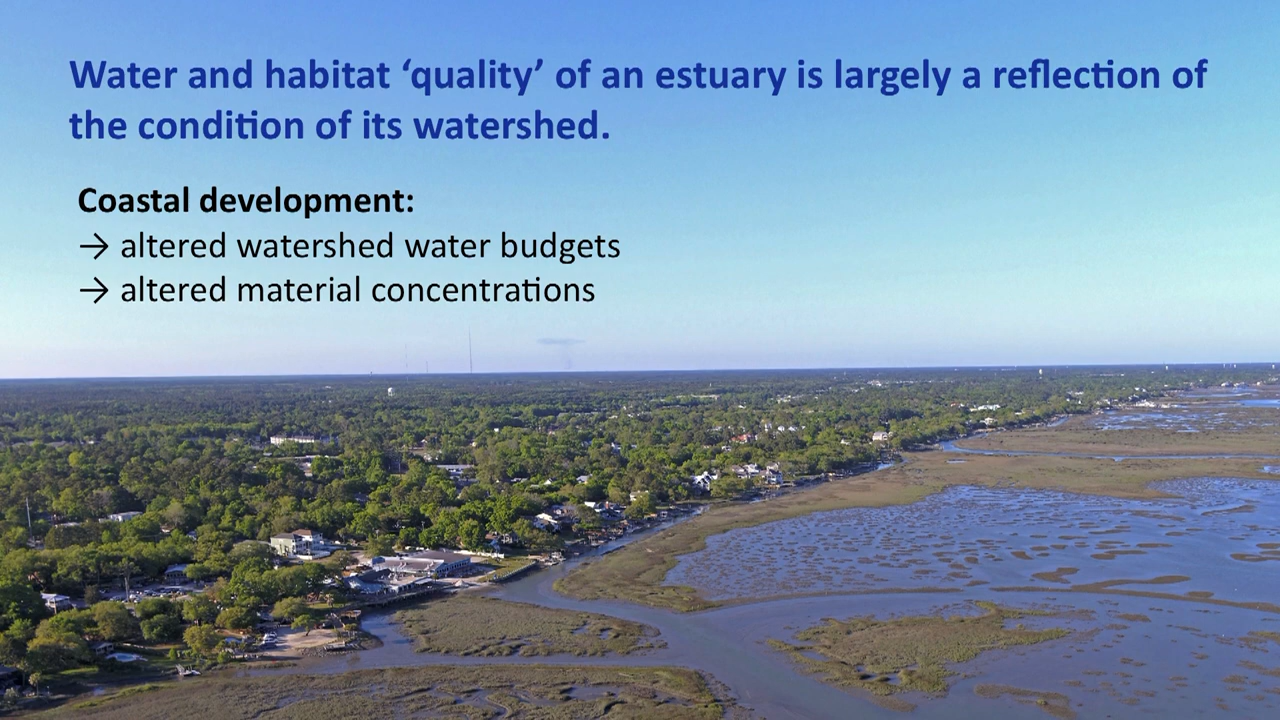 Water and habitat ‘quality’ of an estuary is largely a reflection of
the condition of its watershed.
Coastal development:
→ altered watershed water budgets
→ altered material concentrations